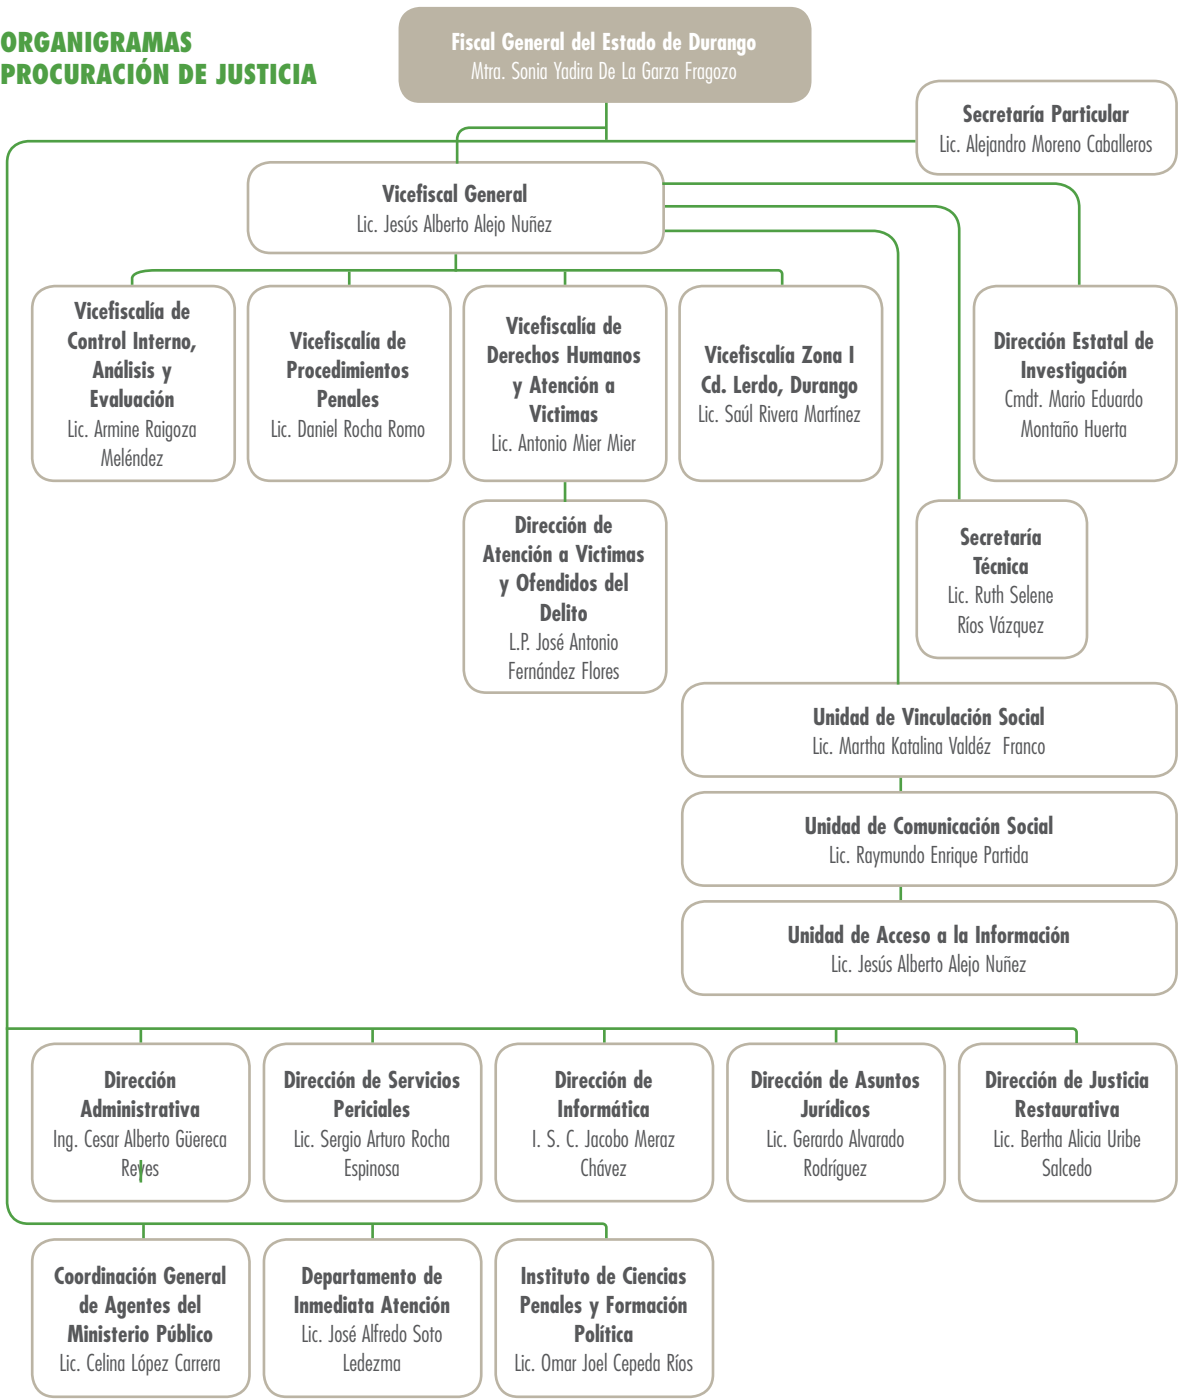 ORGANIGRAMAS
PROCURACIÓN DE JUSTICIA
Fiscal General del Estado de Durango
Mtra. Sonia Yadira De La Garza Fragozo
Secretaría Particular
Lic. Alejandro Moreno Caballeros
Vicefiscal General
Lic. Jesús Alberto Alejo Nuñez
Vicefiscalía de
Control Interno,
Análisis y
Evaluación
Lic. Armine Raigoza
Meléndez
Vicefiscalía de
Procedimientos
Penales
Lic. Daniel Rocha Romo
Vicefiscalía de
Derechos Humanos
y Atención a
Victimas
Lic. Antonio Mier Mier
Vicefiscalía Zona I
Cd. Lerdo, Durango
Lic. Saúl Rivera Martínez
Dirección Estatal de
Investigación
Cmdt. Mario Eduardo
Montaño Huerta
Dirección de
Atención a Victimas
y Ofendidos del
Delito
L.P. José Antonio
Fernández Flores
Secretaría
Técnica
Lic. Ruth Selene
Ríos Vázquez
Unidad de Vinculación Social
Lic. Martha Katalina Valdéz  Franco
Unidad de Comunicación Social
Lic. Raymundo Enrique Partida
Unidad de Acceso a la Información
Lic. Jesús Alberto Alejo Nuñez
Dirección
Administrativa
Ing. Cesar Alberto Güereca
Reyes
Dirección de Servicios
Periciales
Lic. Sergio Arturo Rocha
Espinosa
Dirección de
Informática
I. S. C. Jacobo Meraz
Chávez
Dirección de Asuntos
Jurídicos
Lic. Gerardo Alvarado
Rodríguez
Dirección de Justicia
Restaurativa
Lic. Bertha Alicia Uribe
Salcedo
Coordinación General
de Agentes del
Ministerio Público
Lic. Celina López Carrera
Departamento de
Inmediata Atención
Lic. José Alfredo Soto
Ledezma
Instituto de Ciencias
Penales y Formación
Política
Lic. Omar Joel Cepeda Ríos